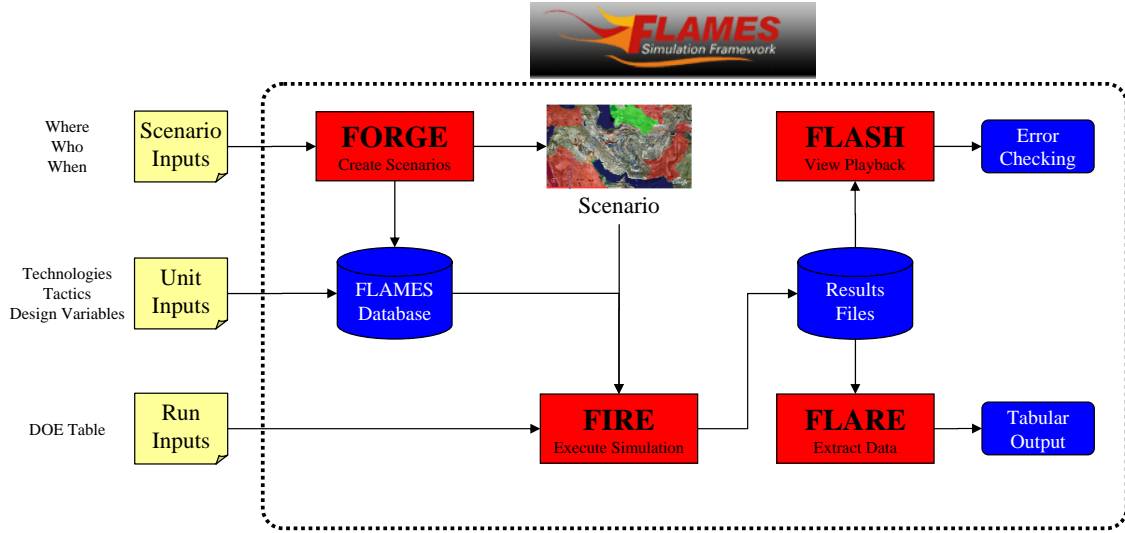 FLAMES
Simulation Framework
Where
Who
When
Scenario
Inputs
FORGE
Create Scenarios
Scenario
FLASH
View Playback
Error
Checking
Technologies
Tactics
Design Variables
Unit
Inputs
FLAMES
Database
Results
Files
DOE Table
Run
Inputs
FIRE
Execute Simulation
FLARE
Extract Data
Tabular
Output